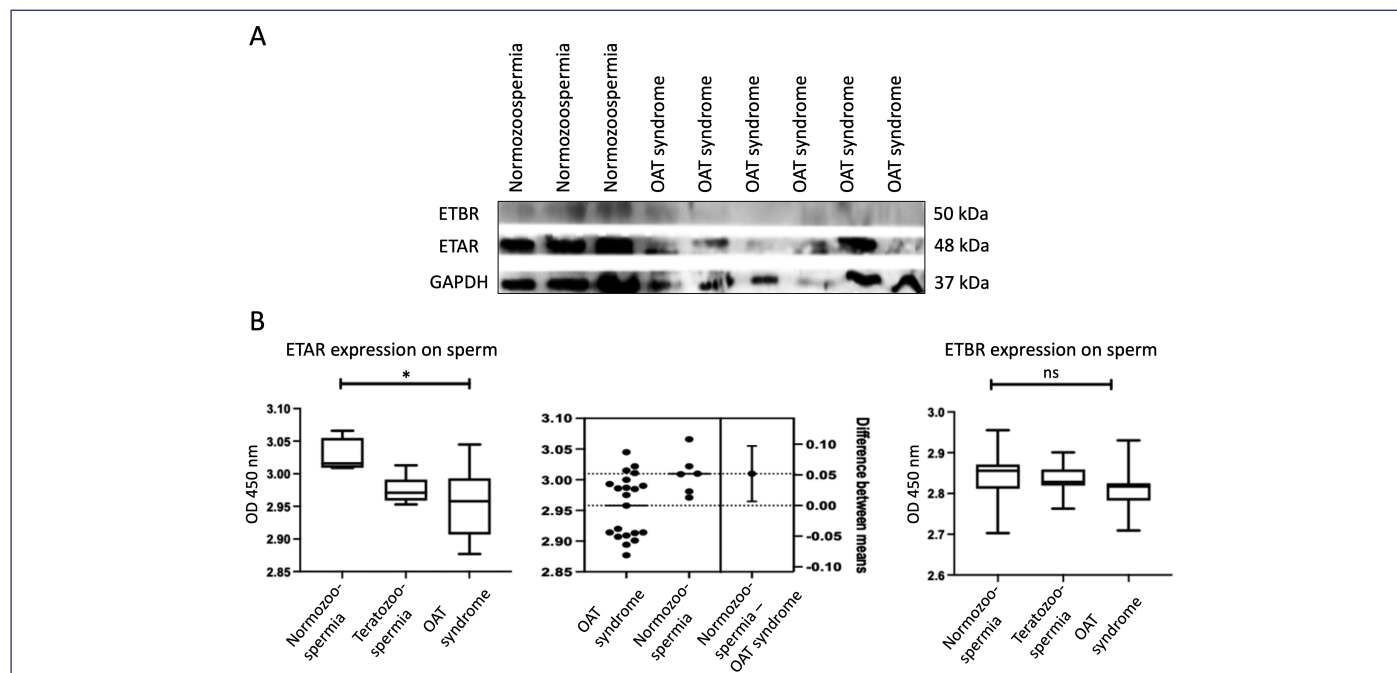 A
Normozoospermia
Normozoospermia
Normozoospermia
OAT syndrome
OAT syndrome
OAT syndrome
OAT syndrome
OAT syndrome
OAT syndrome
ETBR
50 kDa
ETAR
48 kDa
GAPDH
37 kDa
B
ETAR expression on sperm
*
OD 450 nm
3.10
3.05
3.00
2.95
2.90
2.85
Normozoo-
spermia
Teratozoo-
spermia
OAT
syndrome
3.10
3.05
3.00
2.95
2.90
2.85
0.10
0.05
0.00
-0.05
-0.10
Difference between means
OAT
syndrome
Normozoo-
spermia
Normozoo-
spermia –
OAT syndrome
ETBR expression on sperm
ns
OD 450 nm
3.0
2.9
2.8
2.7
2.6
Normozoo-
spermia
Teratozoo-
spermia
OAT
syndrome